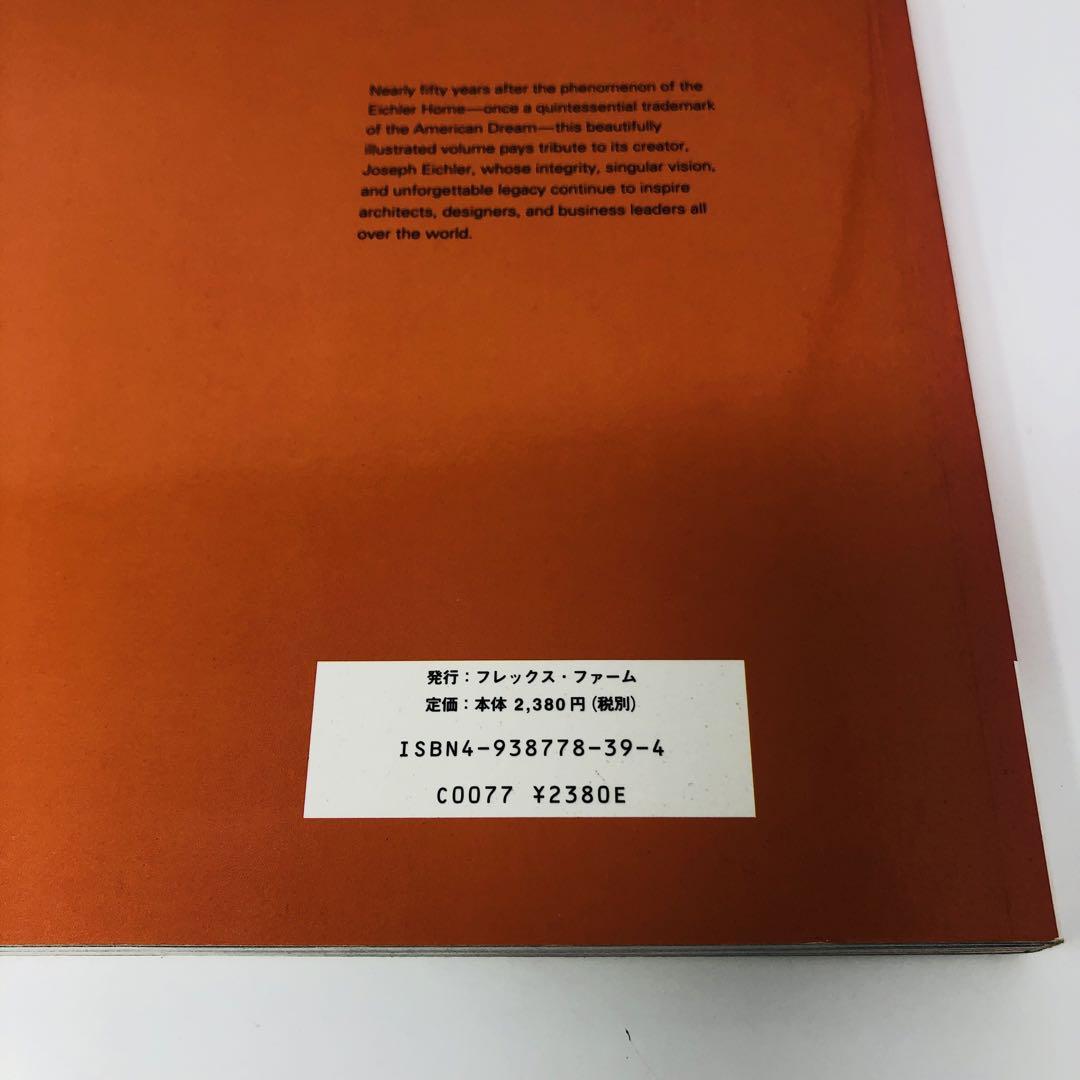 Nearly fifty years after the phenomenon of the
Eichler Home—once a quintessential trademark
of the American Dream—this beautifully
illustrated volume pays tribute to its creator,
Joseph Eichler, whose integrity, singular vision,
and unforgettable legacy continue to inspire
architects, designers, and business leaders all
over the world.
発行：フレックス・ファーム
定価：本体 2,380円（税別）
ISBN4-938778-39-4
C0077 ¥2380E